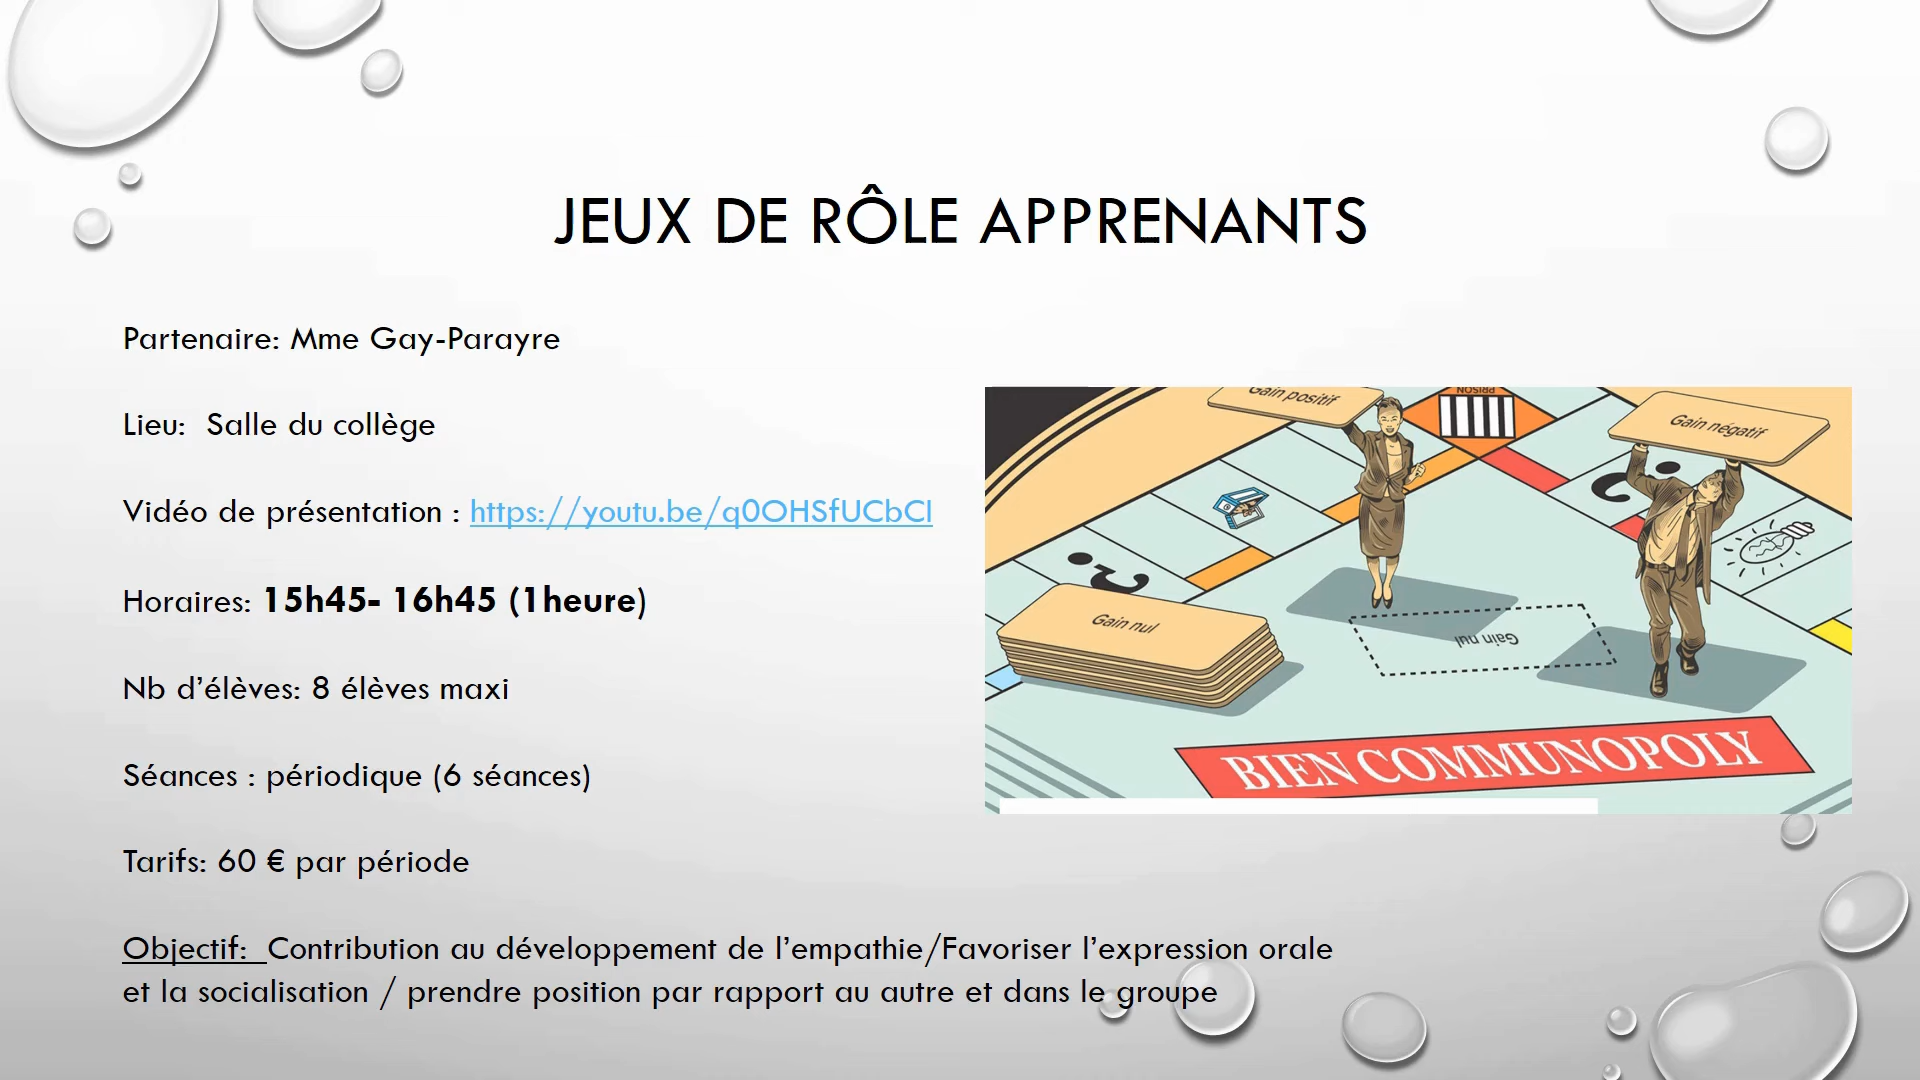 JEUX DE RÔLE APPRENANTS
Partenaire: Mme Gay-Parayre
Lieu:  Salle du collège
Vidéo de présentation : https://youtu.be/q0OHSfUCbCI
Horaires: 15h45- 16h45 (1heure)
Nb d’élèves: 8 élèves maxi
Séances : périodique (6 séances)
Tarifs: 60 € par période
Objectif:  Contribution au développement de l’empathie/Favoriser l’expression orale
et la socialisation / prendre position par rapport au autre et dans le groupe
Gain positif
PRISON
Gain négatif
?
?
Gain nul
Gain nul
BIEN COMMUNOPOLY